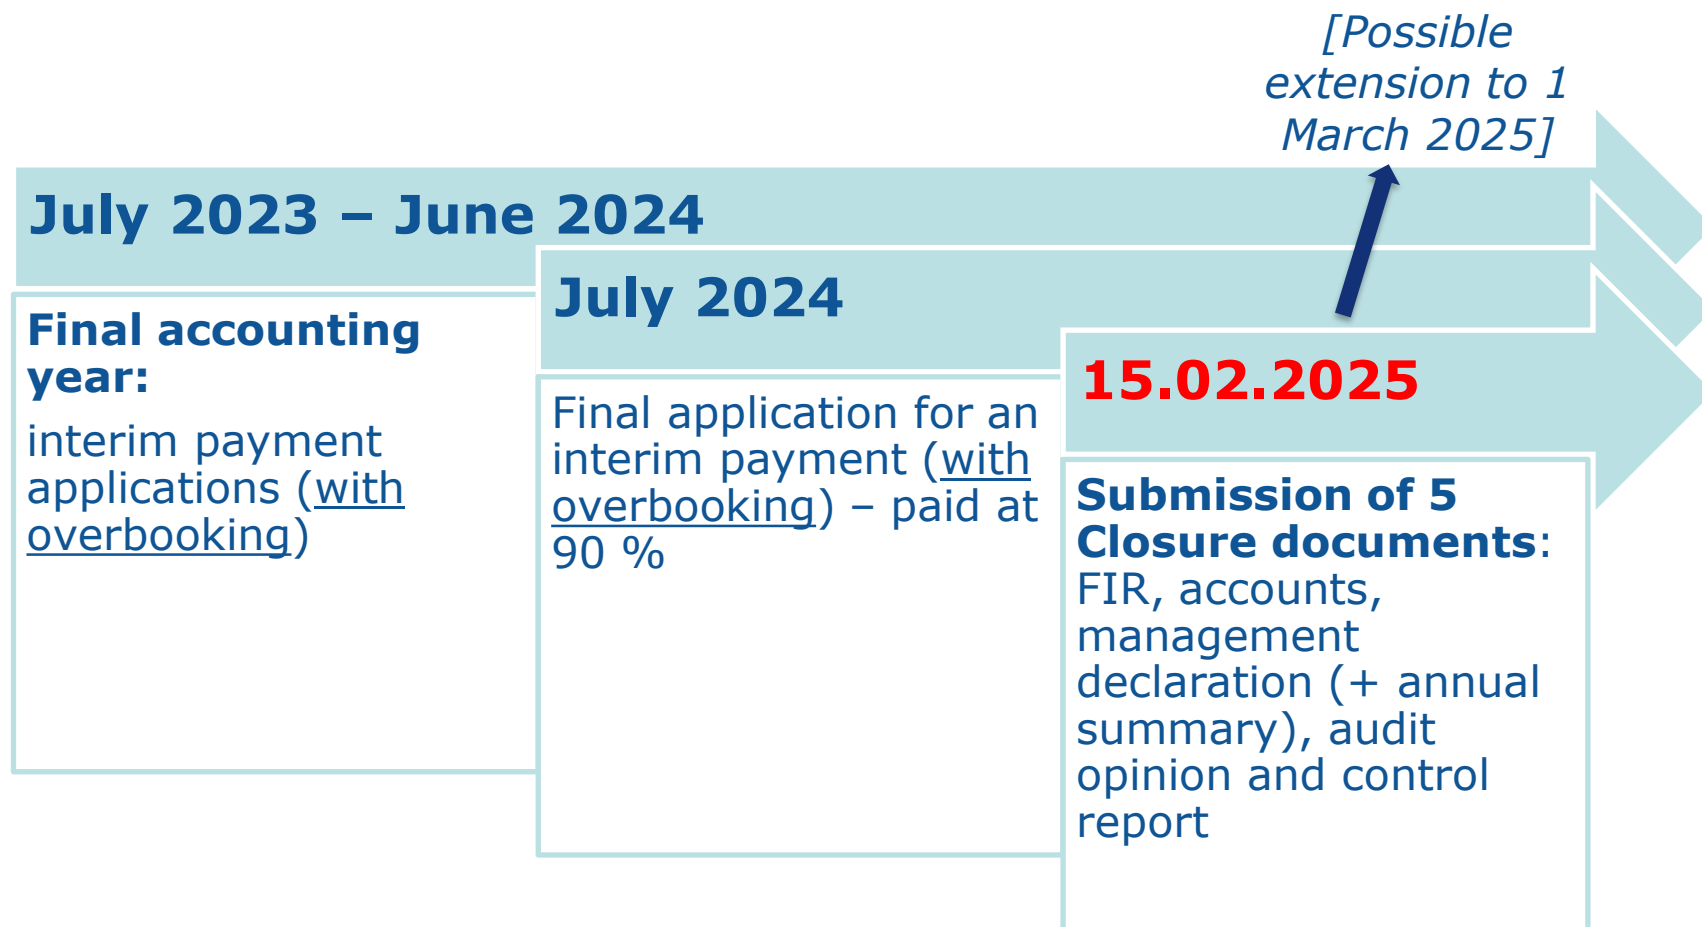 [Possible
extension to 1
March 2025]
July 2023 – June 2024
Final accounting
year:
interim payment
applications (with
overbooking)
July 2024
Final application for an
interim payment (with
overbooking) – paid at
90 %
15.02.2025
Submission of 5
Closure documents:
FIR, accounts,
management
declaration (+ annual
summary), audit
opinion and control
report